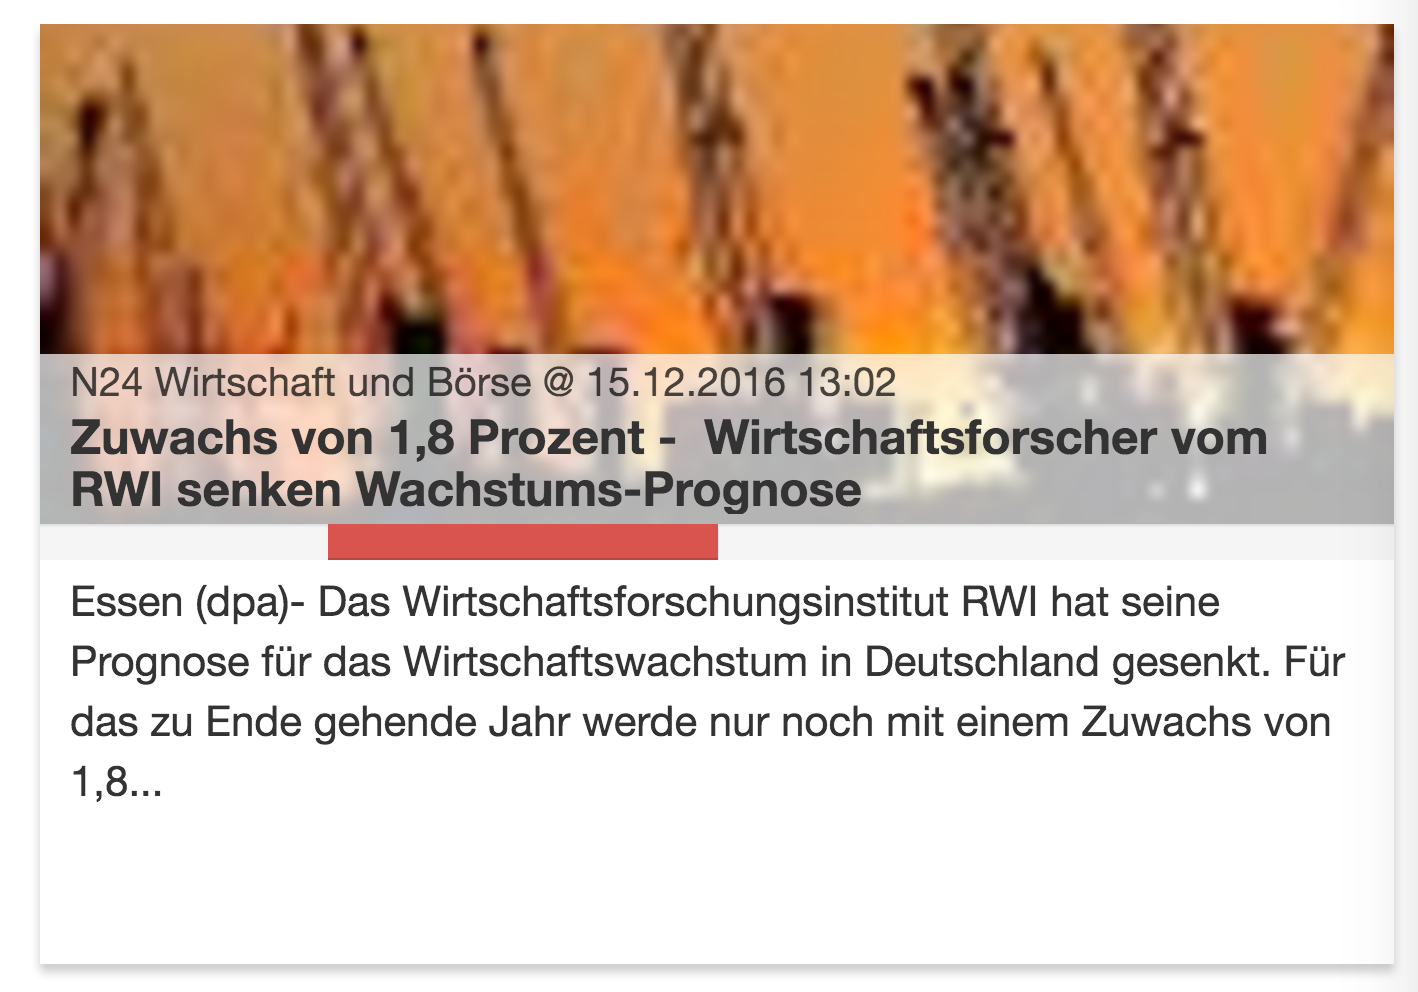 N24 Wirtschaft und Börse @ 15.12.2016 13:02
Zuwachs von 1,8 Prozent -  Wirtschaftsforscher vom
RWI senken Wachstums-Prognose
Essen (dpa)- Das Wirtschaftsforschungsinstitut RWI hat seine
Prognose für das Wirtschaftswachstum in Deutschland gesenkt. Für
das zu Ende gehende Jahr werde nur noch mit einem Zuwachs von
1,8...